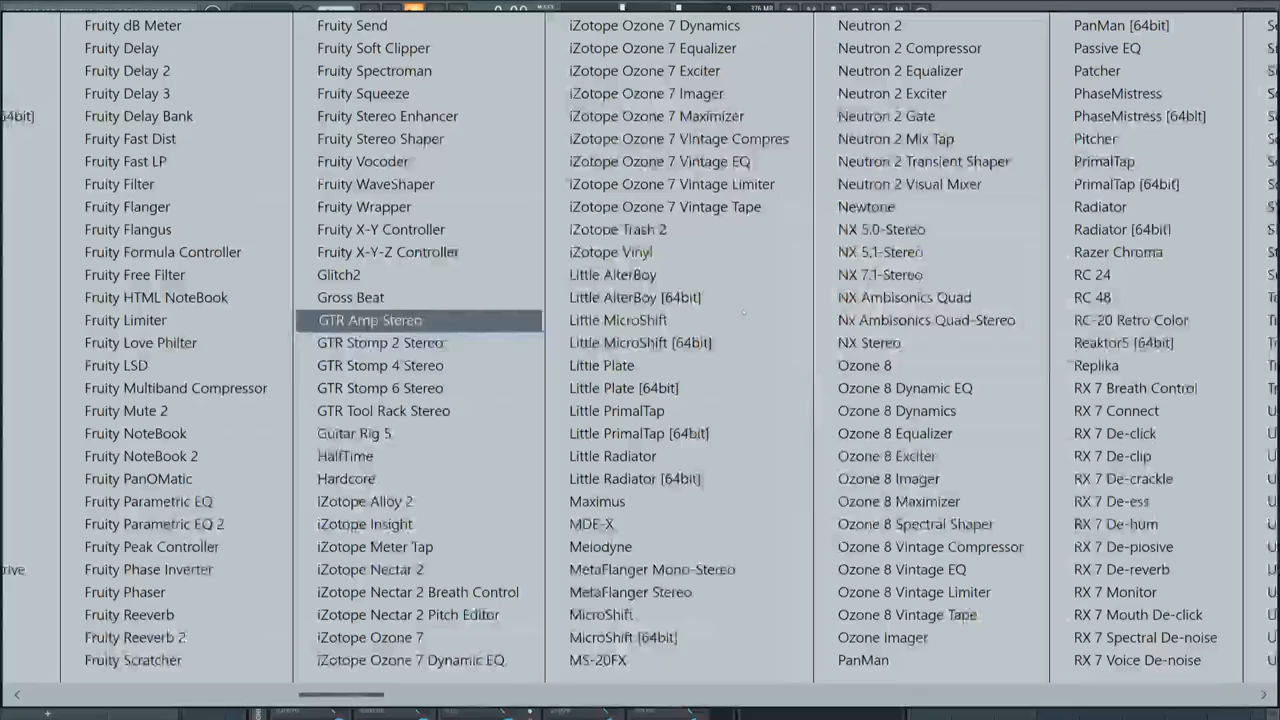 Fruity dB Meter
Fruity Delay
Fruity Delay 2
Fruity Delay 3
Fruity Delay Bank
Fruity Fast Dist
Fruity Fast LP
Fruity Filter
Fruity Flanger
Fruity Flangus
Fruity Formula Controller
Fruity Free Filter
Fruity HTML NoteBook
Fruity Limiter
Fruity Love Philter
Fruity LSD
Fruity Multiband Compressor
Fruity Mute 2
Fruity NoteBook
Fruity NoteBook 2
Fruity PanOMatic
Fruity Parametric EQ
Fruity Parametric EQ 2
Fruity Peak Controller
Fruity Phase Inverter
Fruity Phaser
Fruity Reeverb
Fruity Reeverb 2
Fruity Scratcher
Fruity Send
Fruity Soft Clipper
Fruity Spectroman
Fruity Squeeze
Fruity Stereo Enhancer
Fruity Stereo Shaper
Fruity Vocoder
Fruity WaveShaper
Fruity Wrapper
Fruity X-Y Controller
Fruity X-Y-Z Controller
Glitch2
Gross Beat
GTR Amp Stereo
GTR Stomp 2 Stereo
GTR Stomp 4 Stereo
GTR Stomp 6 Stereo
GTR Tool Rack Stereo
Guitar Rig 5
HalfTime
Hardcore
iZotope Alloy 2
iZotope Insight
iZotope Meter Tap
iZotope Nectar 2
iZotope Nectar 2 Breath Control
iZotope Nectar 2 Pitch Editor
iZotope Ozone 7
iZotope Ozone 7 Dynamic EQ
iZotope Ozone 7 Dynamics
iZotope Ozone 7 Equalizer
iZotope Ozone 7 Exciter
iZotope Ozone 7 Imager
iZotope Ozone 7 Maximizer
iZotope Ozone 7 Vintage Compres
iZotope Ozone 7 Vintage EQ
iZotope Ozone 7 Vintage Limiter
iZotope Ozone 7 Vintage Tape
iZotope Trash 2
iZotope Vinyl
Little AlterBoy
Little AlterBoy [64bit]
Little MicroShift
Little MicroShift [64bit]
Little Plate
Little Plate [64bit]
Little PrimalTap
Little PrimalTap [64bit]
Little Radiator
Little Radiator [64bit]
Maximus
MDE-X
Melodyne
MetaFlanger Mono-Stereo
MetaFlanger Stereo
MicroShift
MicroShift [64bit]
MS-20FX
Neutron 2
Neutron 2 Compressor
Neutron 2 Equalizer
Neutron 2 Exciter
Neutron 2 Gate
Neutron 2 Mix Tap
Neutron 2 Transient Shaper
Neutron 2 Visual Mixer
Newtone
NX 5.0-Stereo
NX 5.1-Stereo
NX 7.1-Stereo
NX Ambisonics Quad
Nx Ambisonics Quad-Stereo
NX Stereo
Ozone 8
Ozone 8 Dynamic EQ
Ozone 8 Dynamics
Ozone 8 Equalizer
Ozone 8 Exciter
Ozone 8 Imager
Ozone 8 Maximizer
Ozone 8 Spectral Shaper
Ozone 8 Vintage Compressor
Ozone 8 Vintage EQ
Ozone 8 Vintage Limiter
Ozone 8 Vintage Tape
Ozone Imager
PanMan
PanMan [64bit]
Passive EQ
Patcher
PhaseMistress
PhaseMistress [64bit]
Pitcher
PrimalTap
PrimalTap [64bit]
Radiator
Radiator [64bit]
Razer Chroma
RC 24
RC 48
RC-20 Retro Color
Reaktor5 [64bit]
Replika
RX 7 Breath Control
RX 7 Connect
RX 7 De-click
RX 7 De-clip
RX 7 De-crackle
RX 7 De-ess
RX 7 De-hum
RX 7 De-plosive
RX 7 De-reverb
RX 7 Monitor
RX 7 Mouth De-click
RX 7 Spectral De-noise
RX 7 Voice De-noise